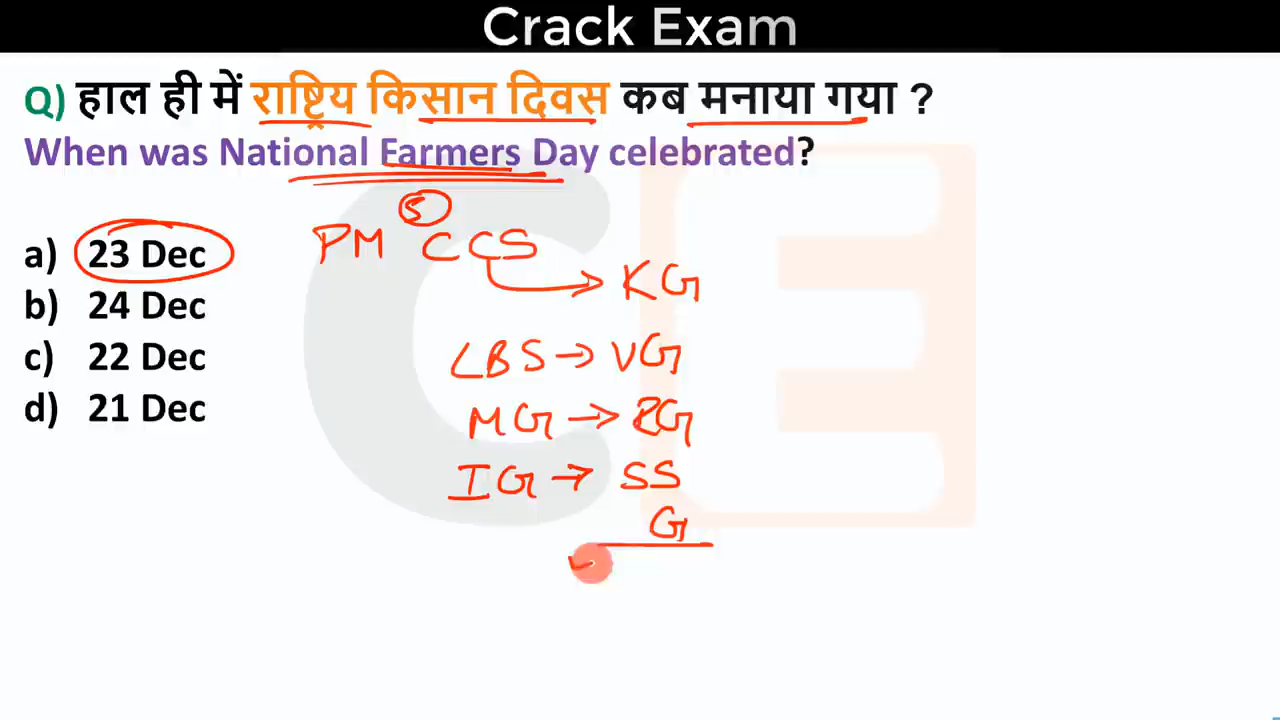 Crack Exam
Q) हाल ही में राष्ट्रिय किसान दिवस कब मनाया गया ?
When was National Farmers Day celebrated?
a) 23 Dec
b) 24 Dec
c) 22 Dec
d) 21 Dec
5
PM CCS
→ KG
LBS → VG
MG → RG
IG → SS
G
CE